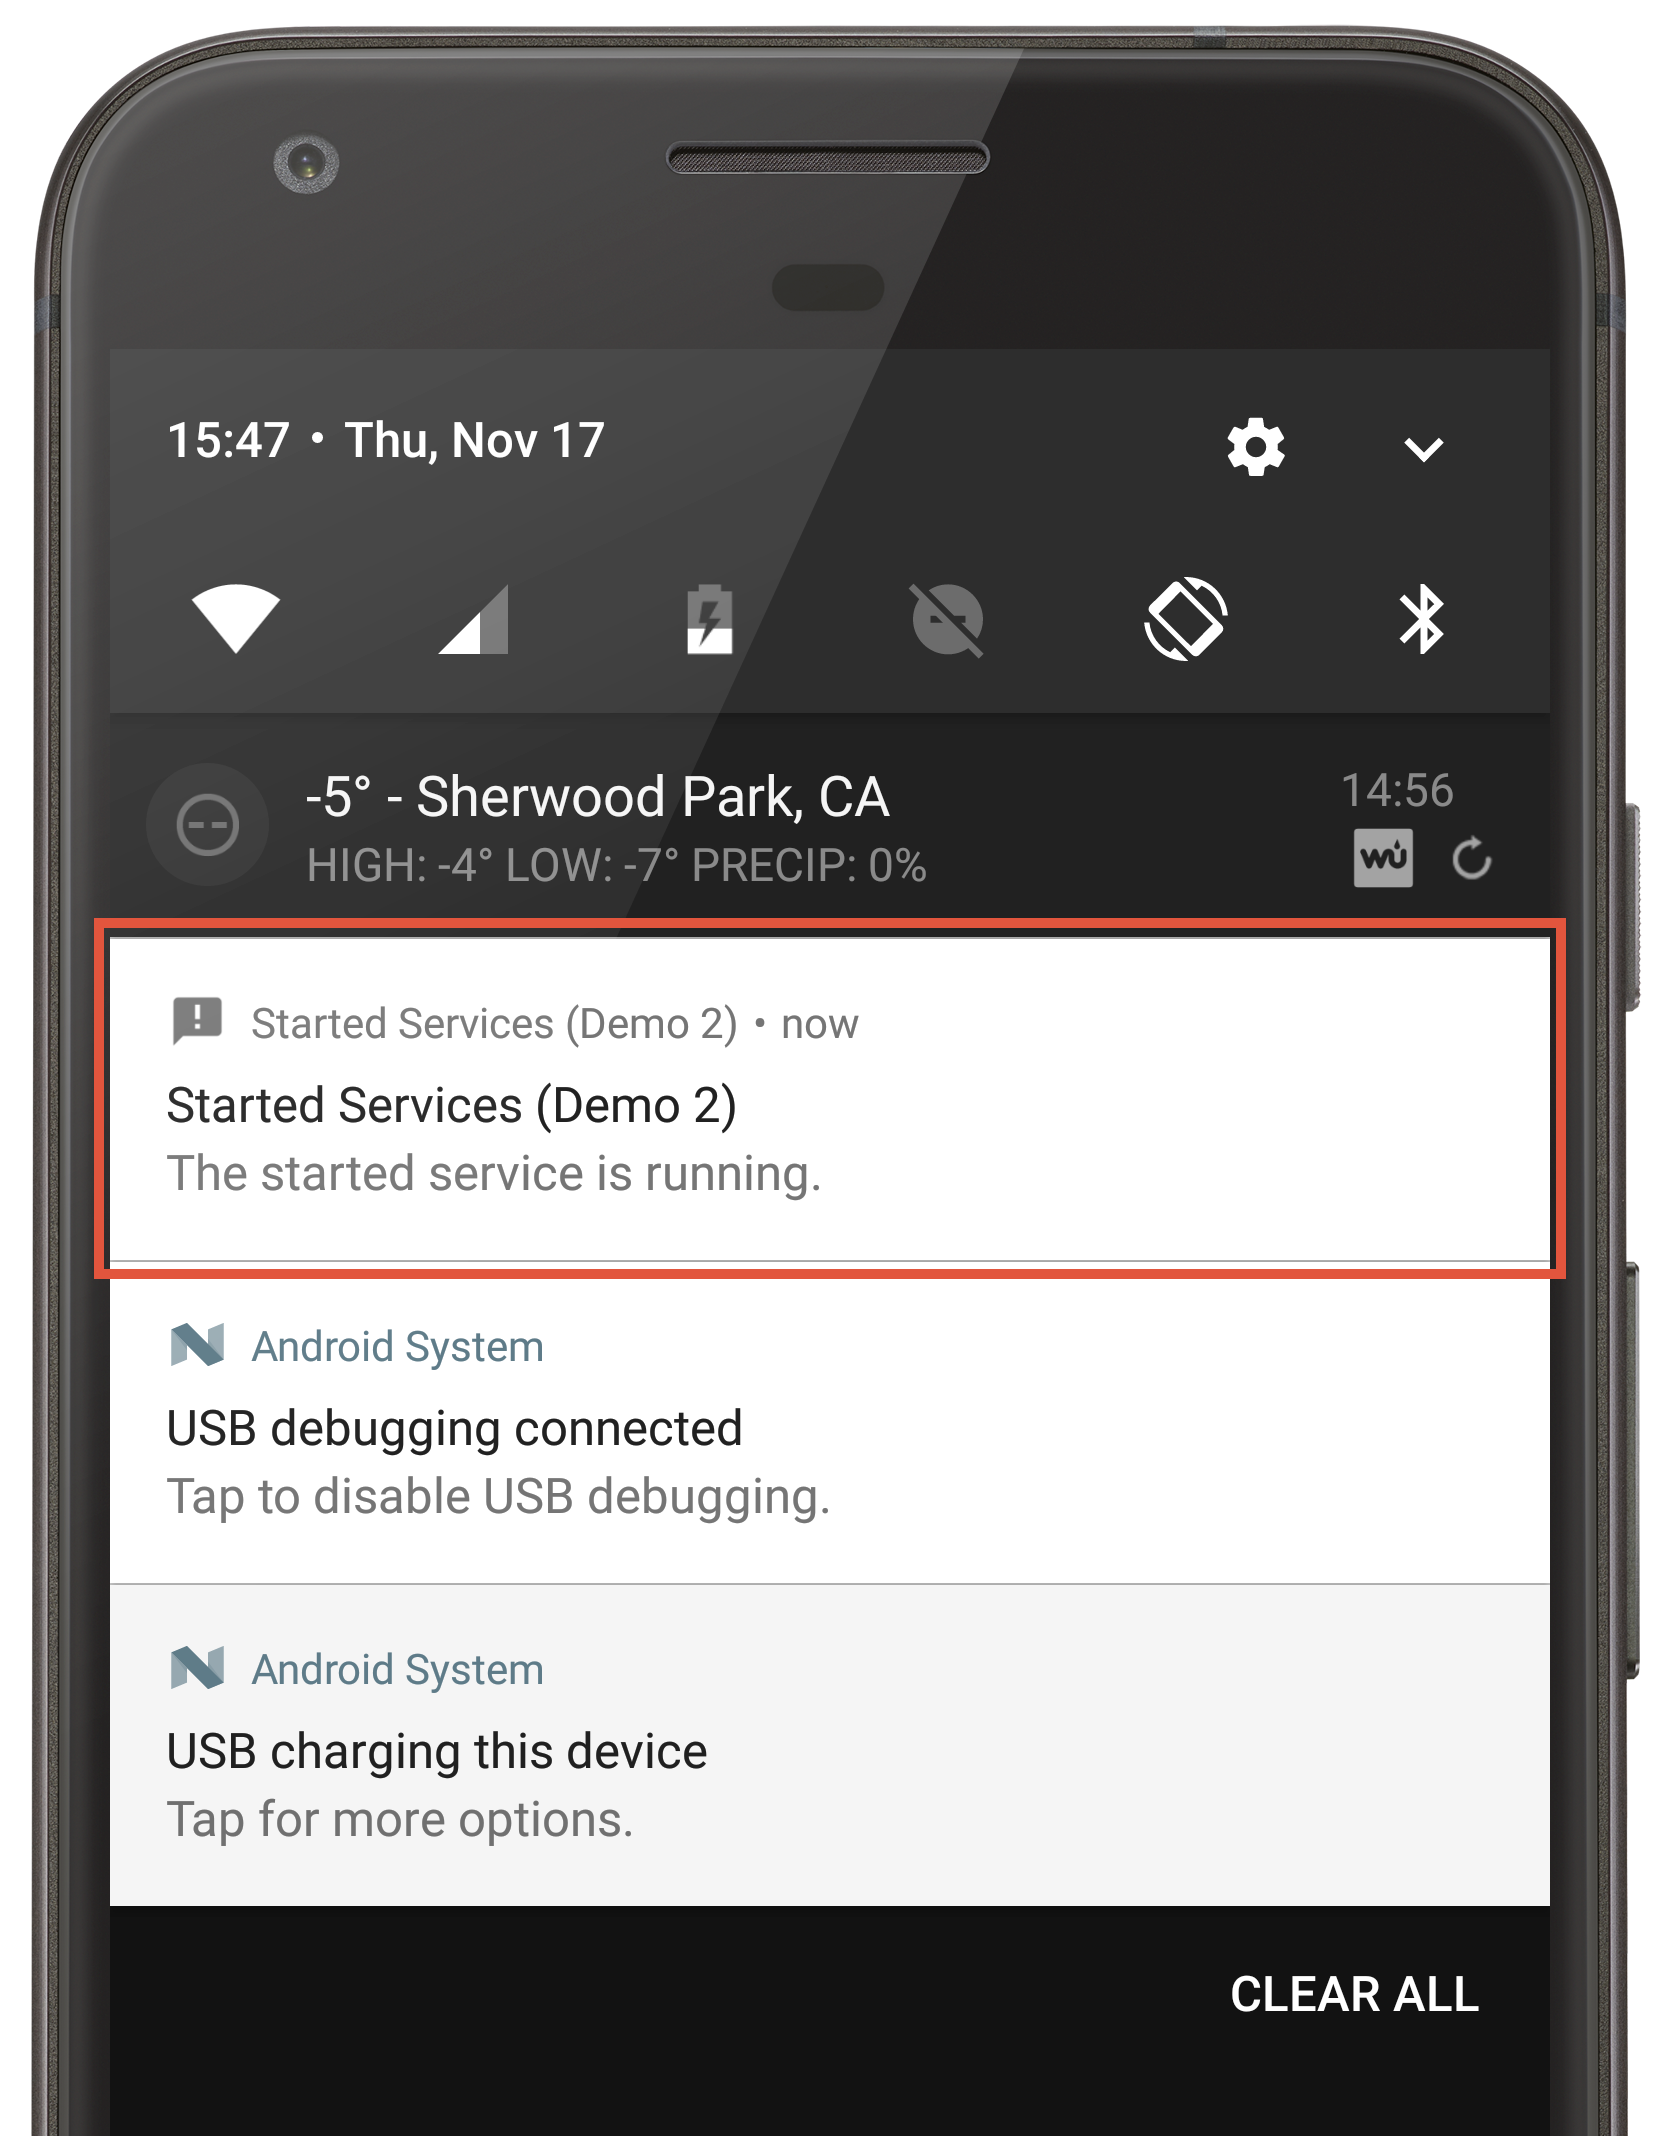 15:47 • Thu, Nov 17
-5° - Sherwood Park, CA
14:56
HIGH: -4° LOW: -7° PRECIP: 0%
wu
Started Services (Demo 2) • now
Started Services (Demo 2)
The started service is running.
Android System
USB debugging connected
Tap to disable USB debugging.
Android System
USB charging this device
Tap for more options.
CLEAR ALL